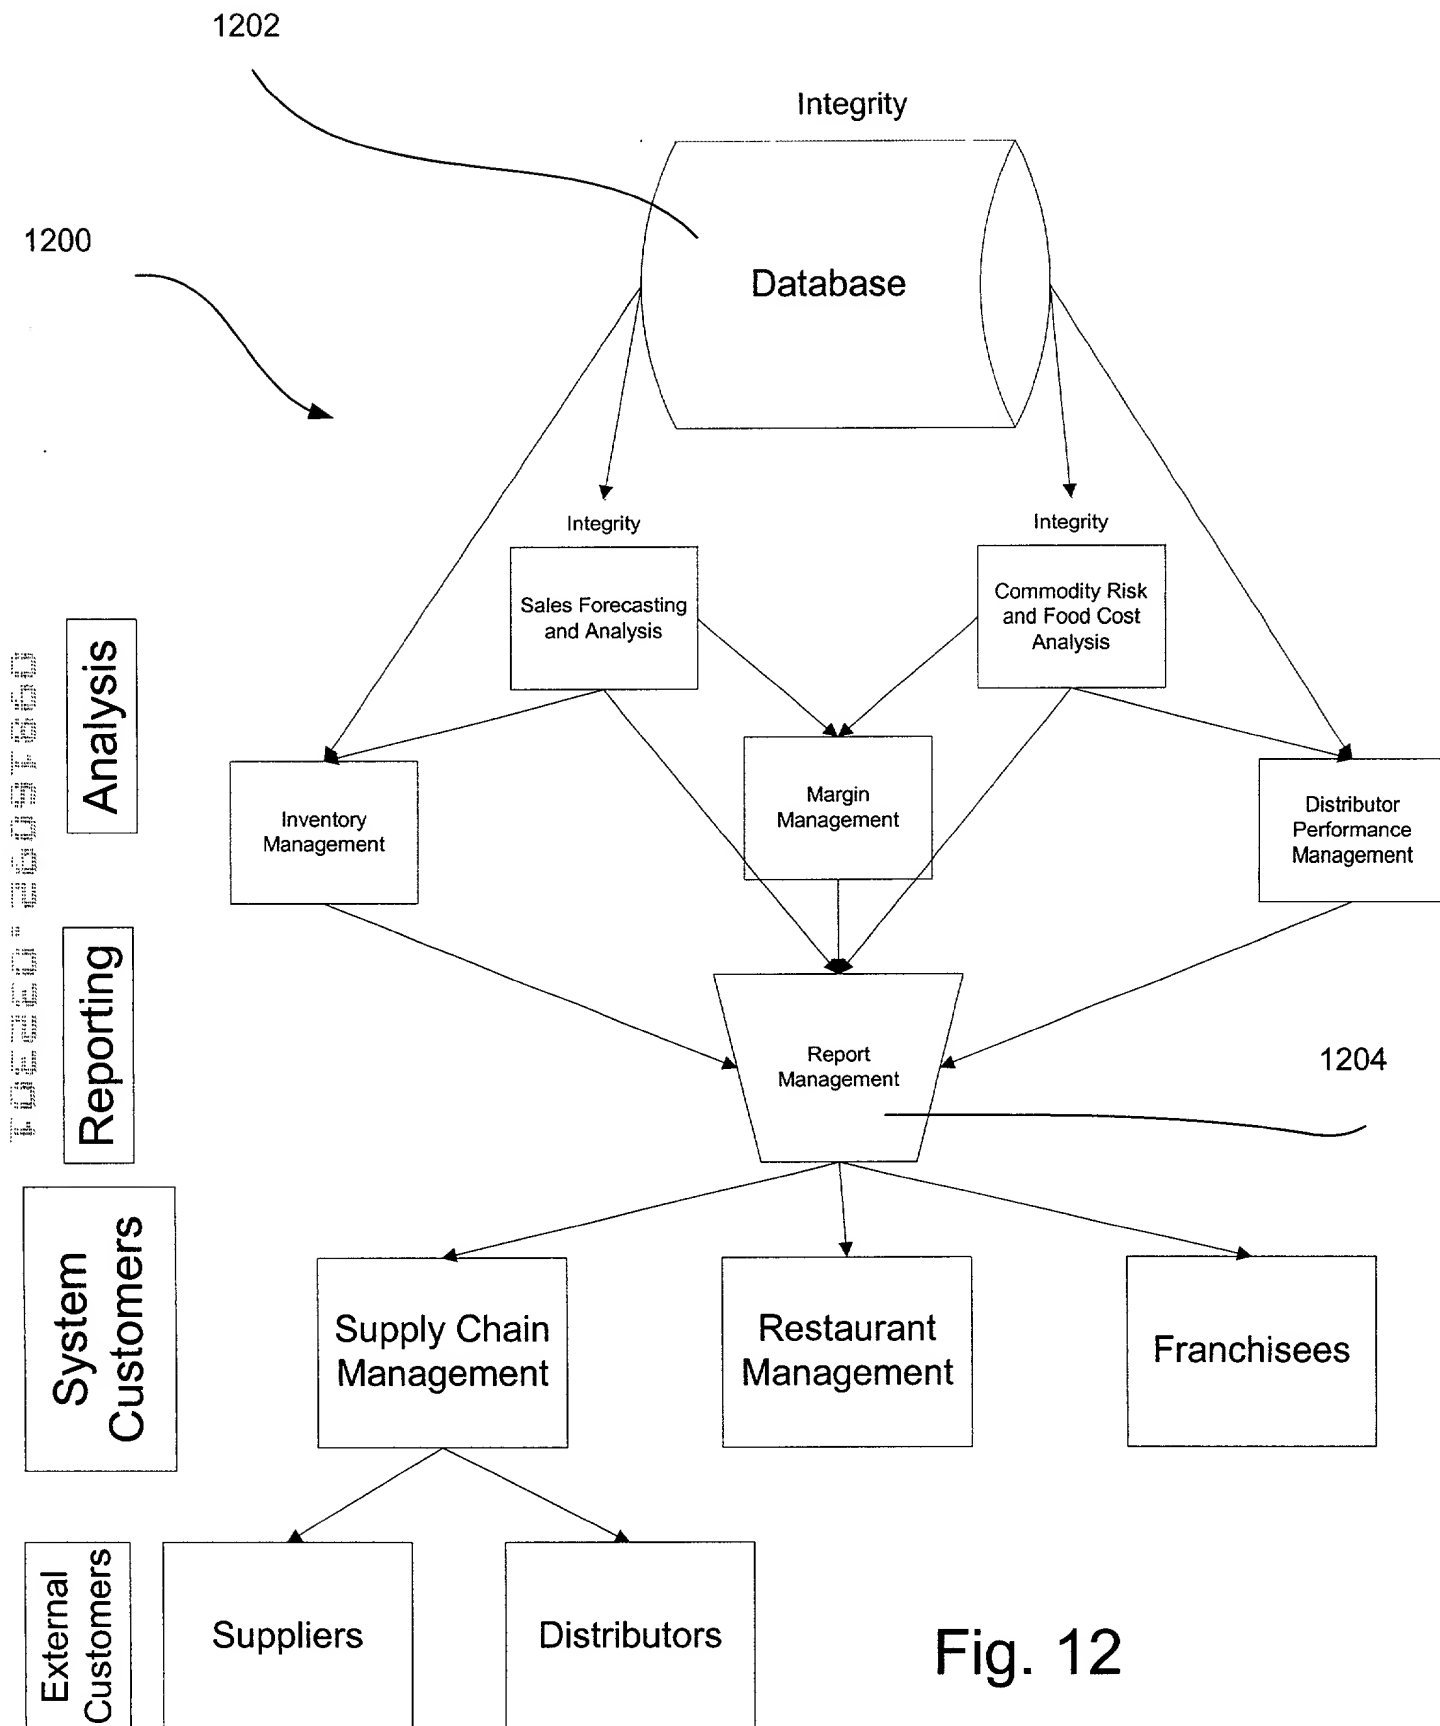 1202
Integrity
1200
Database
Integrity
Integrity
Sales Forecasting
and Analysis
Commodity Risk
and Food Cost
Analysis
Analysis
Inventory
Management
Margin
Management
Distributor
Performance
Management
Reporting
Report
Management
1204
System
Customers
Supply Chain
Management
Restaurant
Management
Franchisees
External
Customers
Suppliers
Distributors
Fig. 12